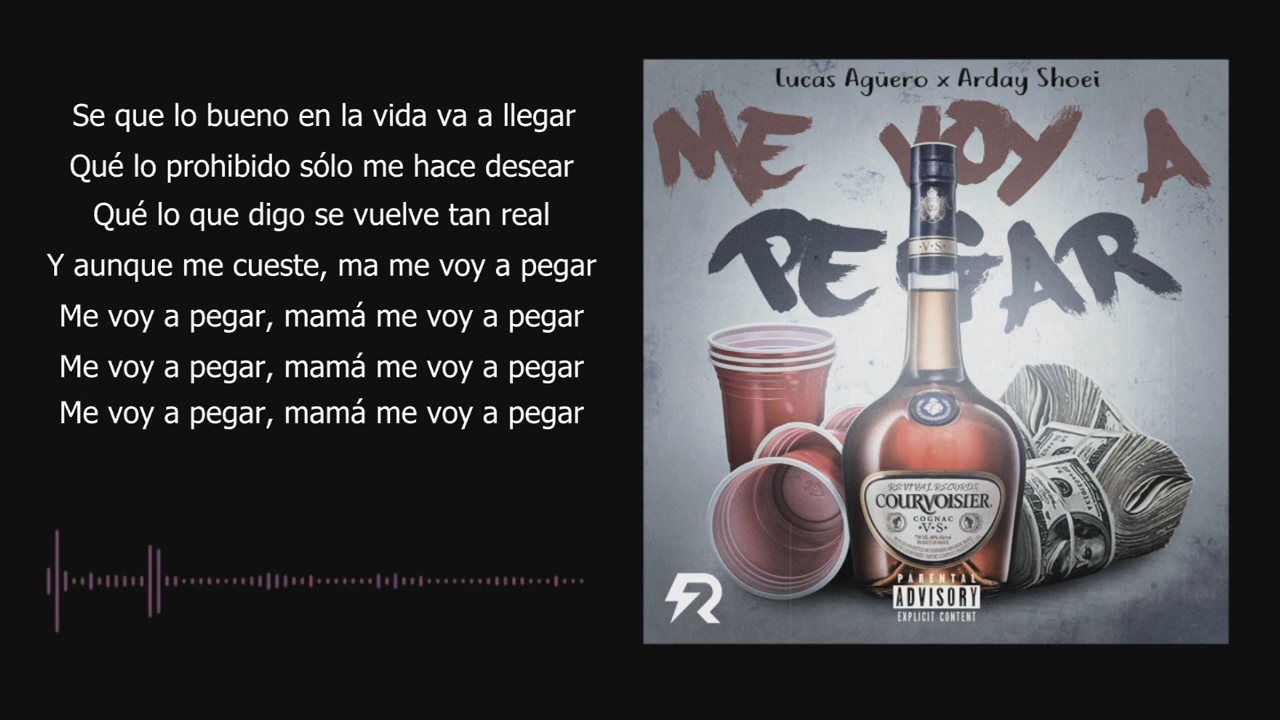 Se que lo bueno en la vida va a llegar
Qué lo prohibido sólo me hace desear
Qué lo que digo se vuelve tan real
Y aunque me cueste, ma me voy a pegar
Me voy a pegar, mamá me voy a pegar
Me voy a pegar, mamá me voy a pegar
Me voy a pegar, mamá me voy a pegar
Lucas Agüero x Arday Shoei
ME VOY A
PEGAR
·V·S·
REVIVAL RECORDS
COURVOISIER
COGNAC
·V·S·
PARENTAL
ADVISORY
EXPLICIT CONTENT